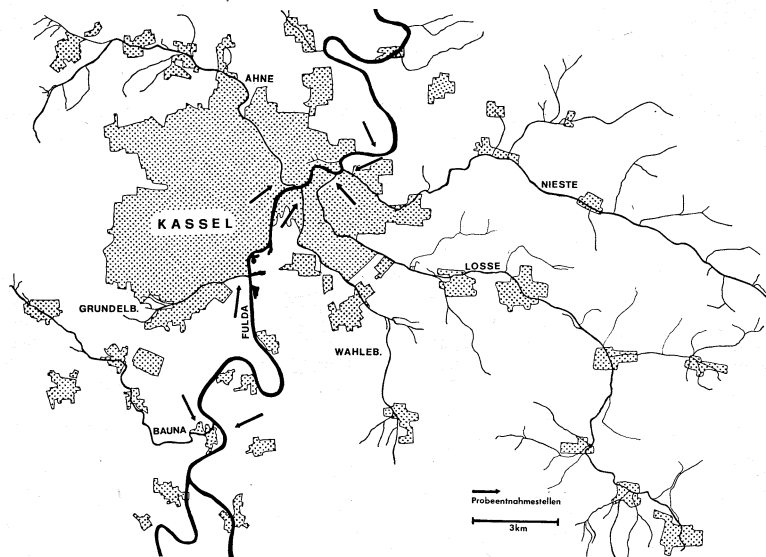 AHNE
NIESTE
KASSEL
LOSSE
GRUNDELB.
FULDA
WAHLEB.
BAUNA
Probeentnahmestellen
3km